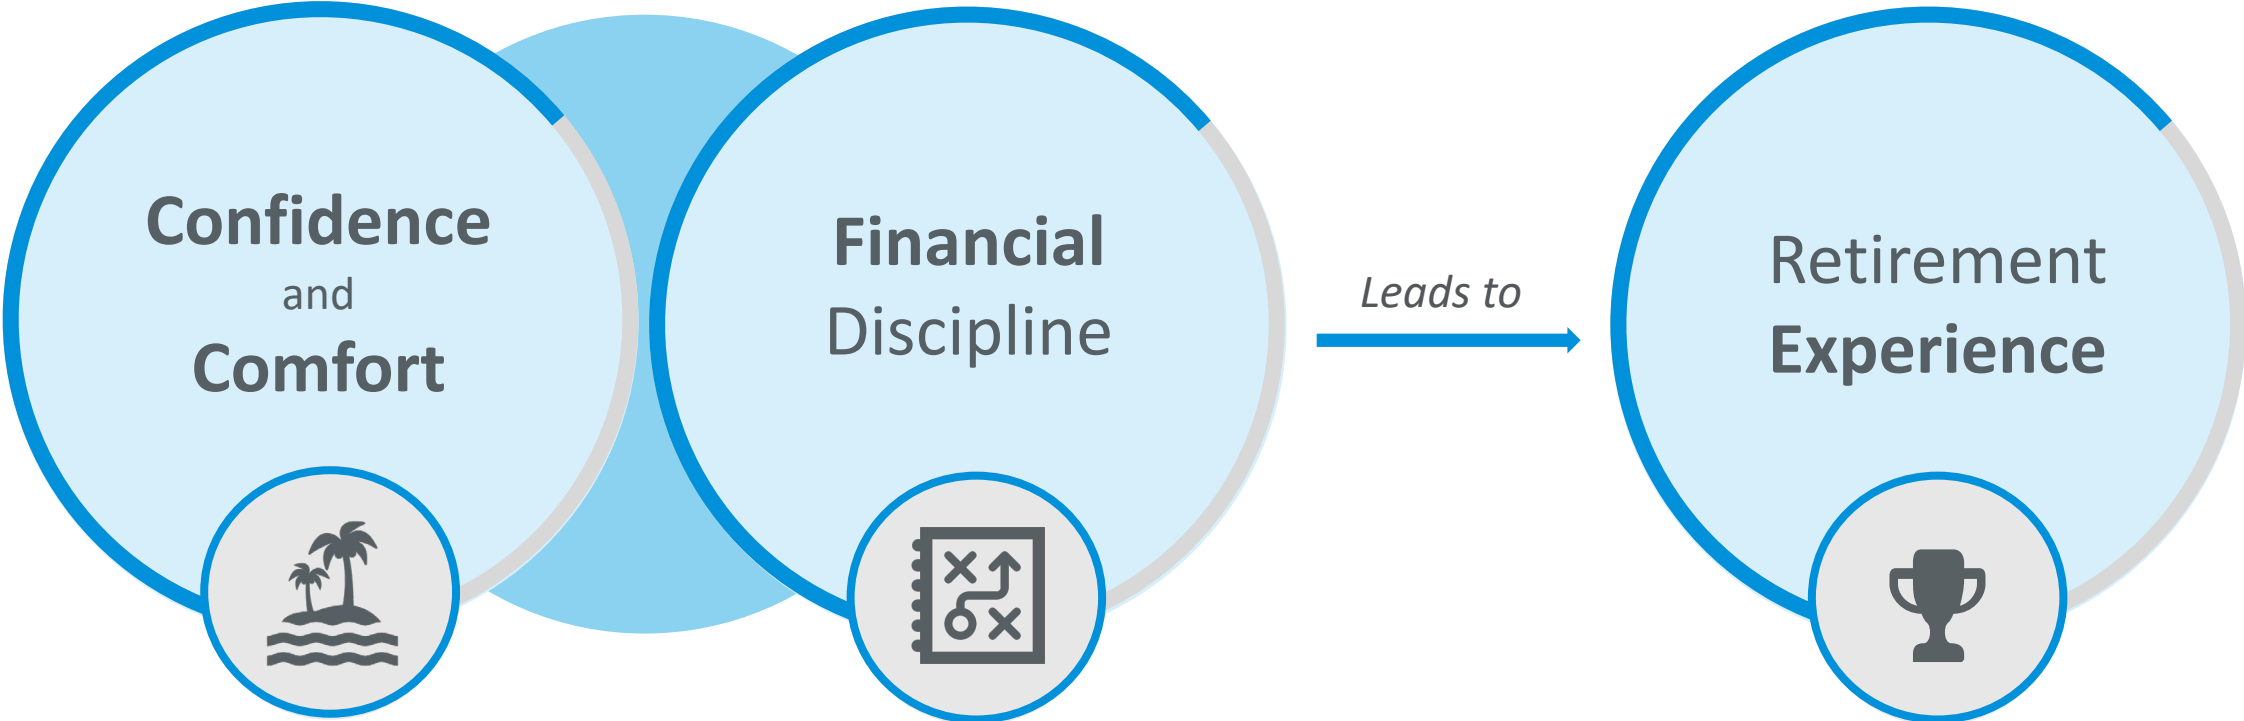 Confidence
and
Comfort
Financial
Discipline
Leads to
Retirement
Experience